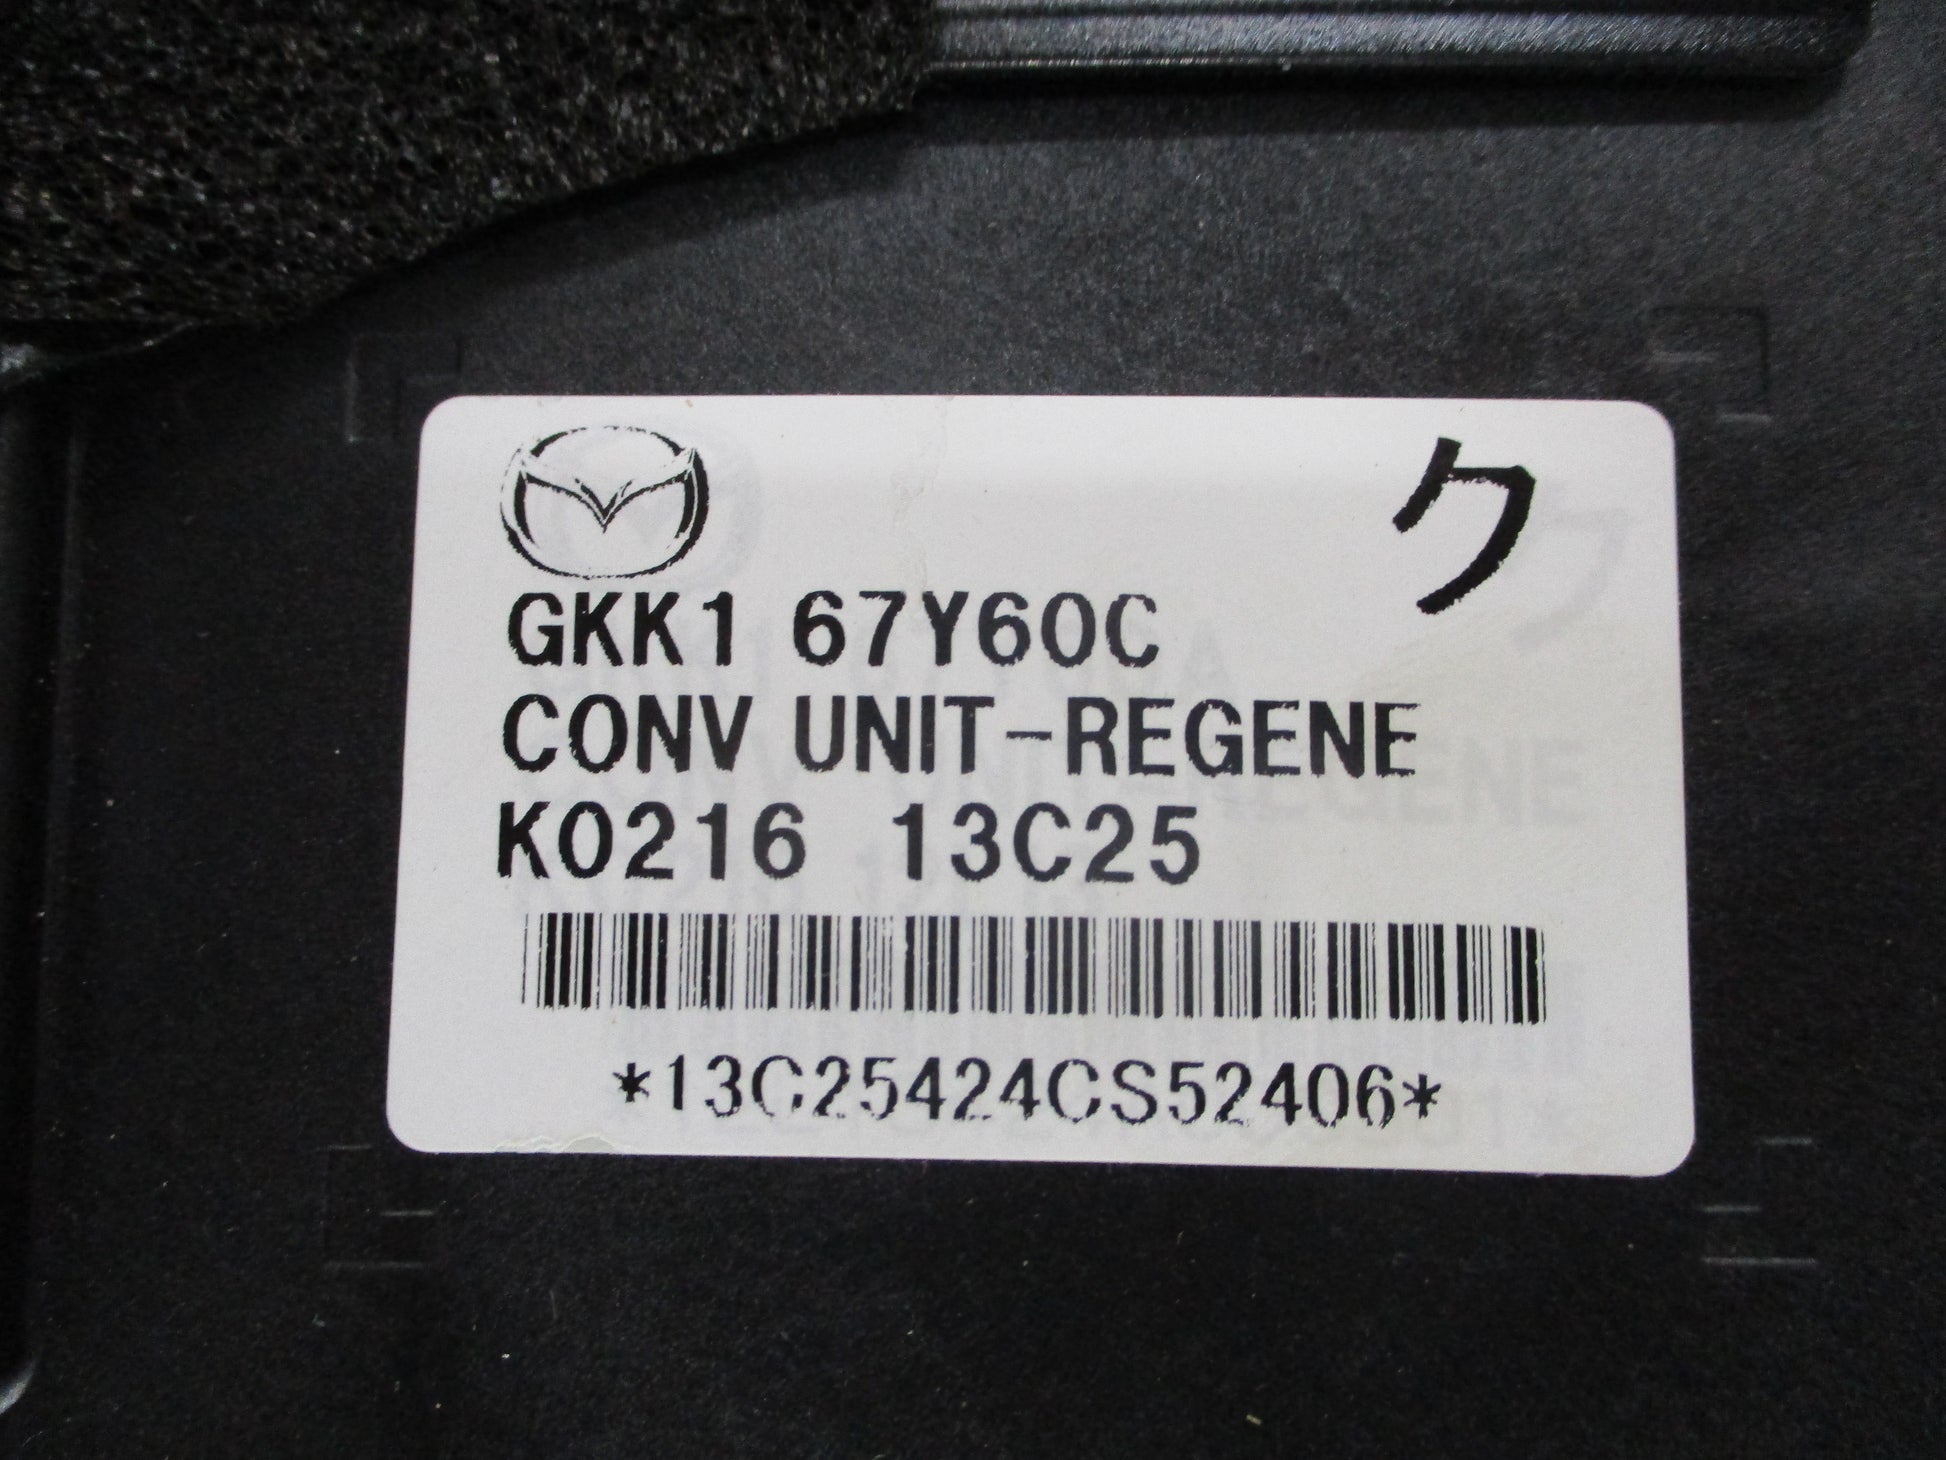 ク
GKK1 67Y60C
CONV UNIT-REGENE
K0216 13C25
*13C25424CS52406*